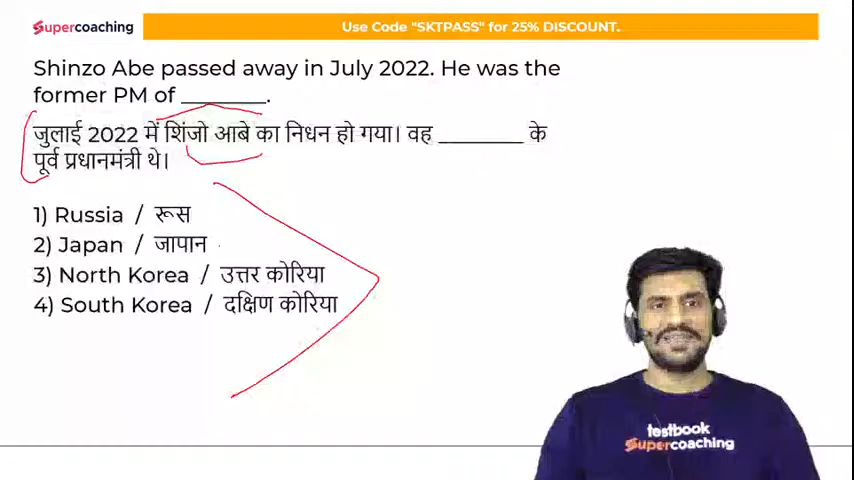 Supercoaching
Use Code "SKTPASS" for 25% DISCOUNT.
Shinzo Abe passed away in July 2022. He was the
former PM of ________.
जुलाई 2022 में शिंजो आबे का निधन हो गया। वह ________ के
पूर्व प्रधानमंत्री थे।
1) Russia / रूस
2) Japan / जापान
3) North Korea / उत्तर कोरिया
4) South Korea / दक्षिण कोरिया
testbook
Supercoaching